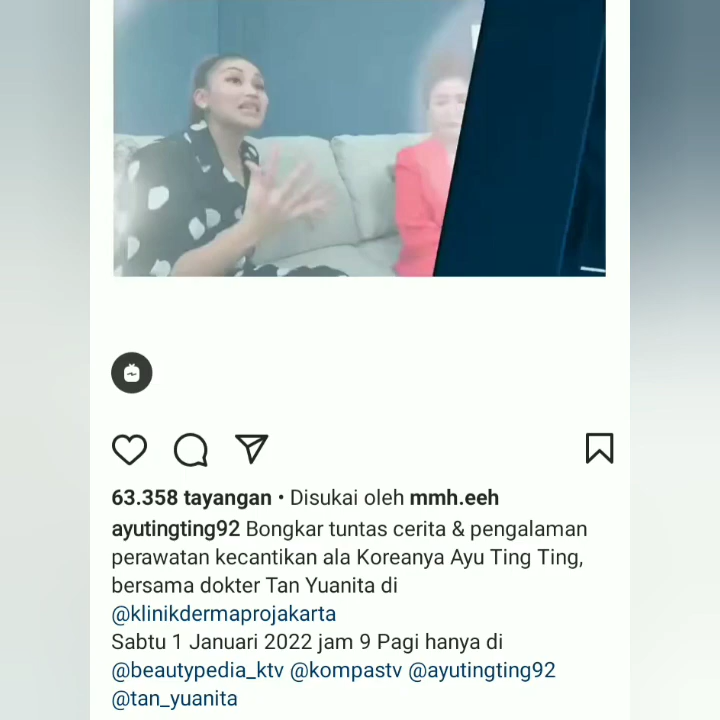 63.358 tayangan • Disukai oleh mmh.eeh
ayutingting92 Bongkar tuntas cerita & pengalaman
perawatan kecantikan ala Koreanya Ayu Ting Ting,
bersama dokter Tan Yuanita di
@klinikdermaprojakarta
Sabtu 1 Januari 2022 jam 9 Pagi hanya di
@beautypedia_ktv @kompastv @ayutingting92
@tan_yuanita